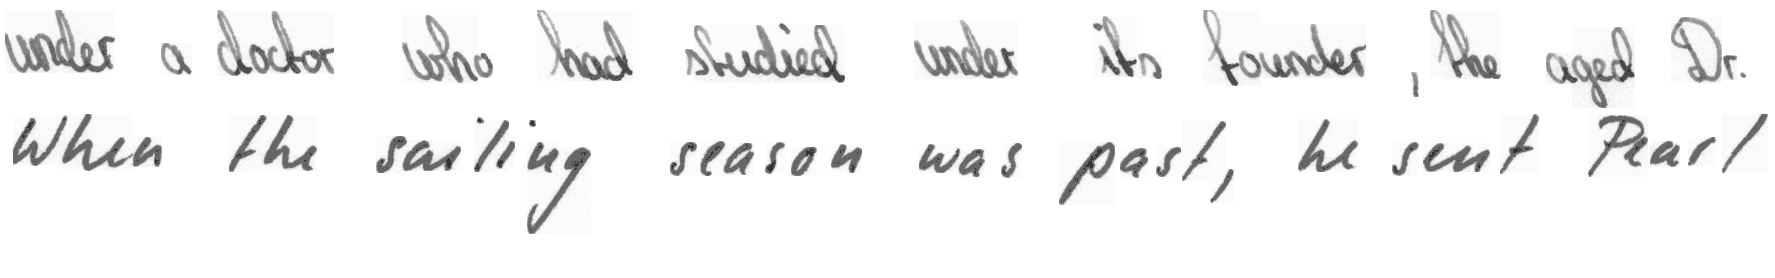 under a doctor who had studied under its founder, the aged Dr.
When the sailing season was past, he sent Pearl